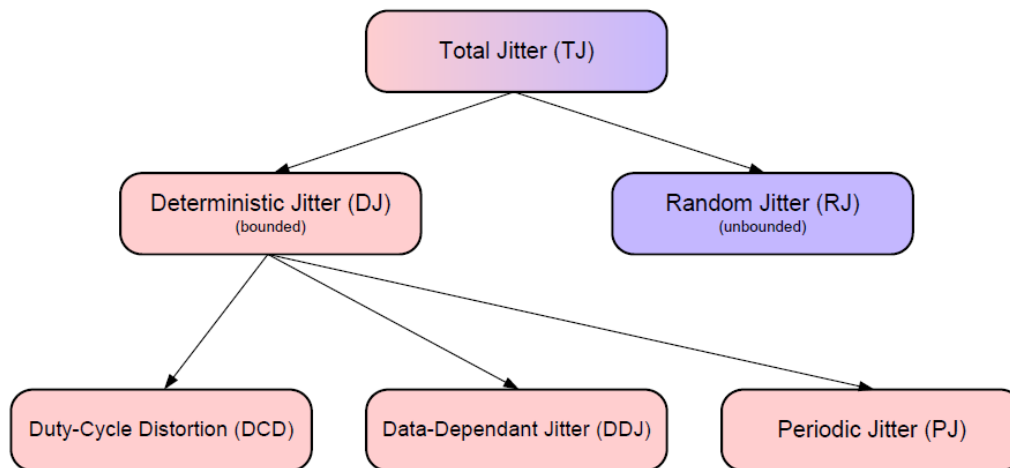 Total Jitter (TJ)
Deterministic Jitter (DJ)
(bounded)
Random Jitter (RJ)
(unbounded)
Duty-Cycle Distortion (DCD)
Data-Dependant Jitter (DDJ)
Periodic Jitter (PJ)